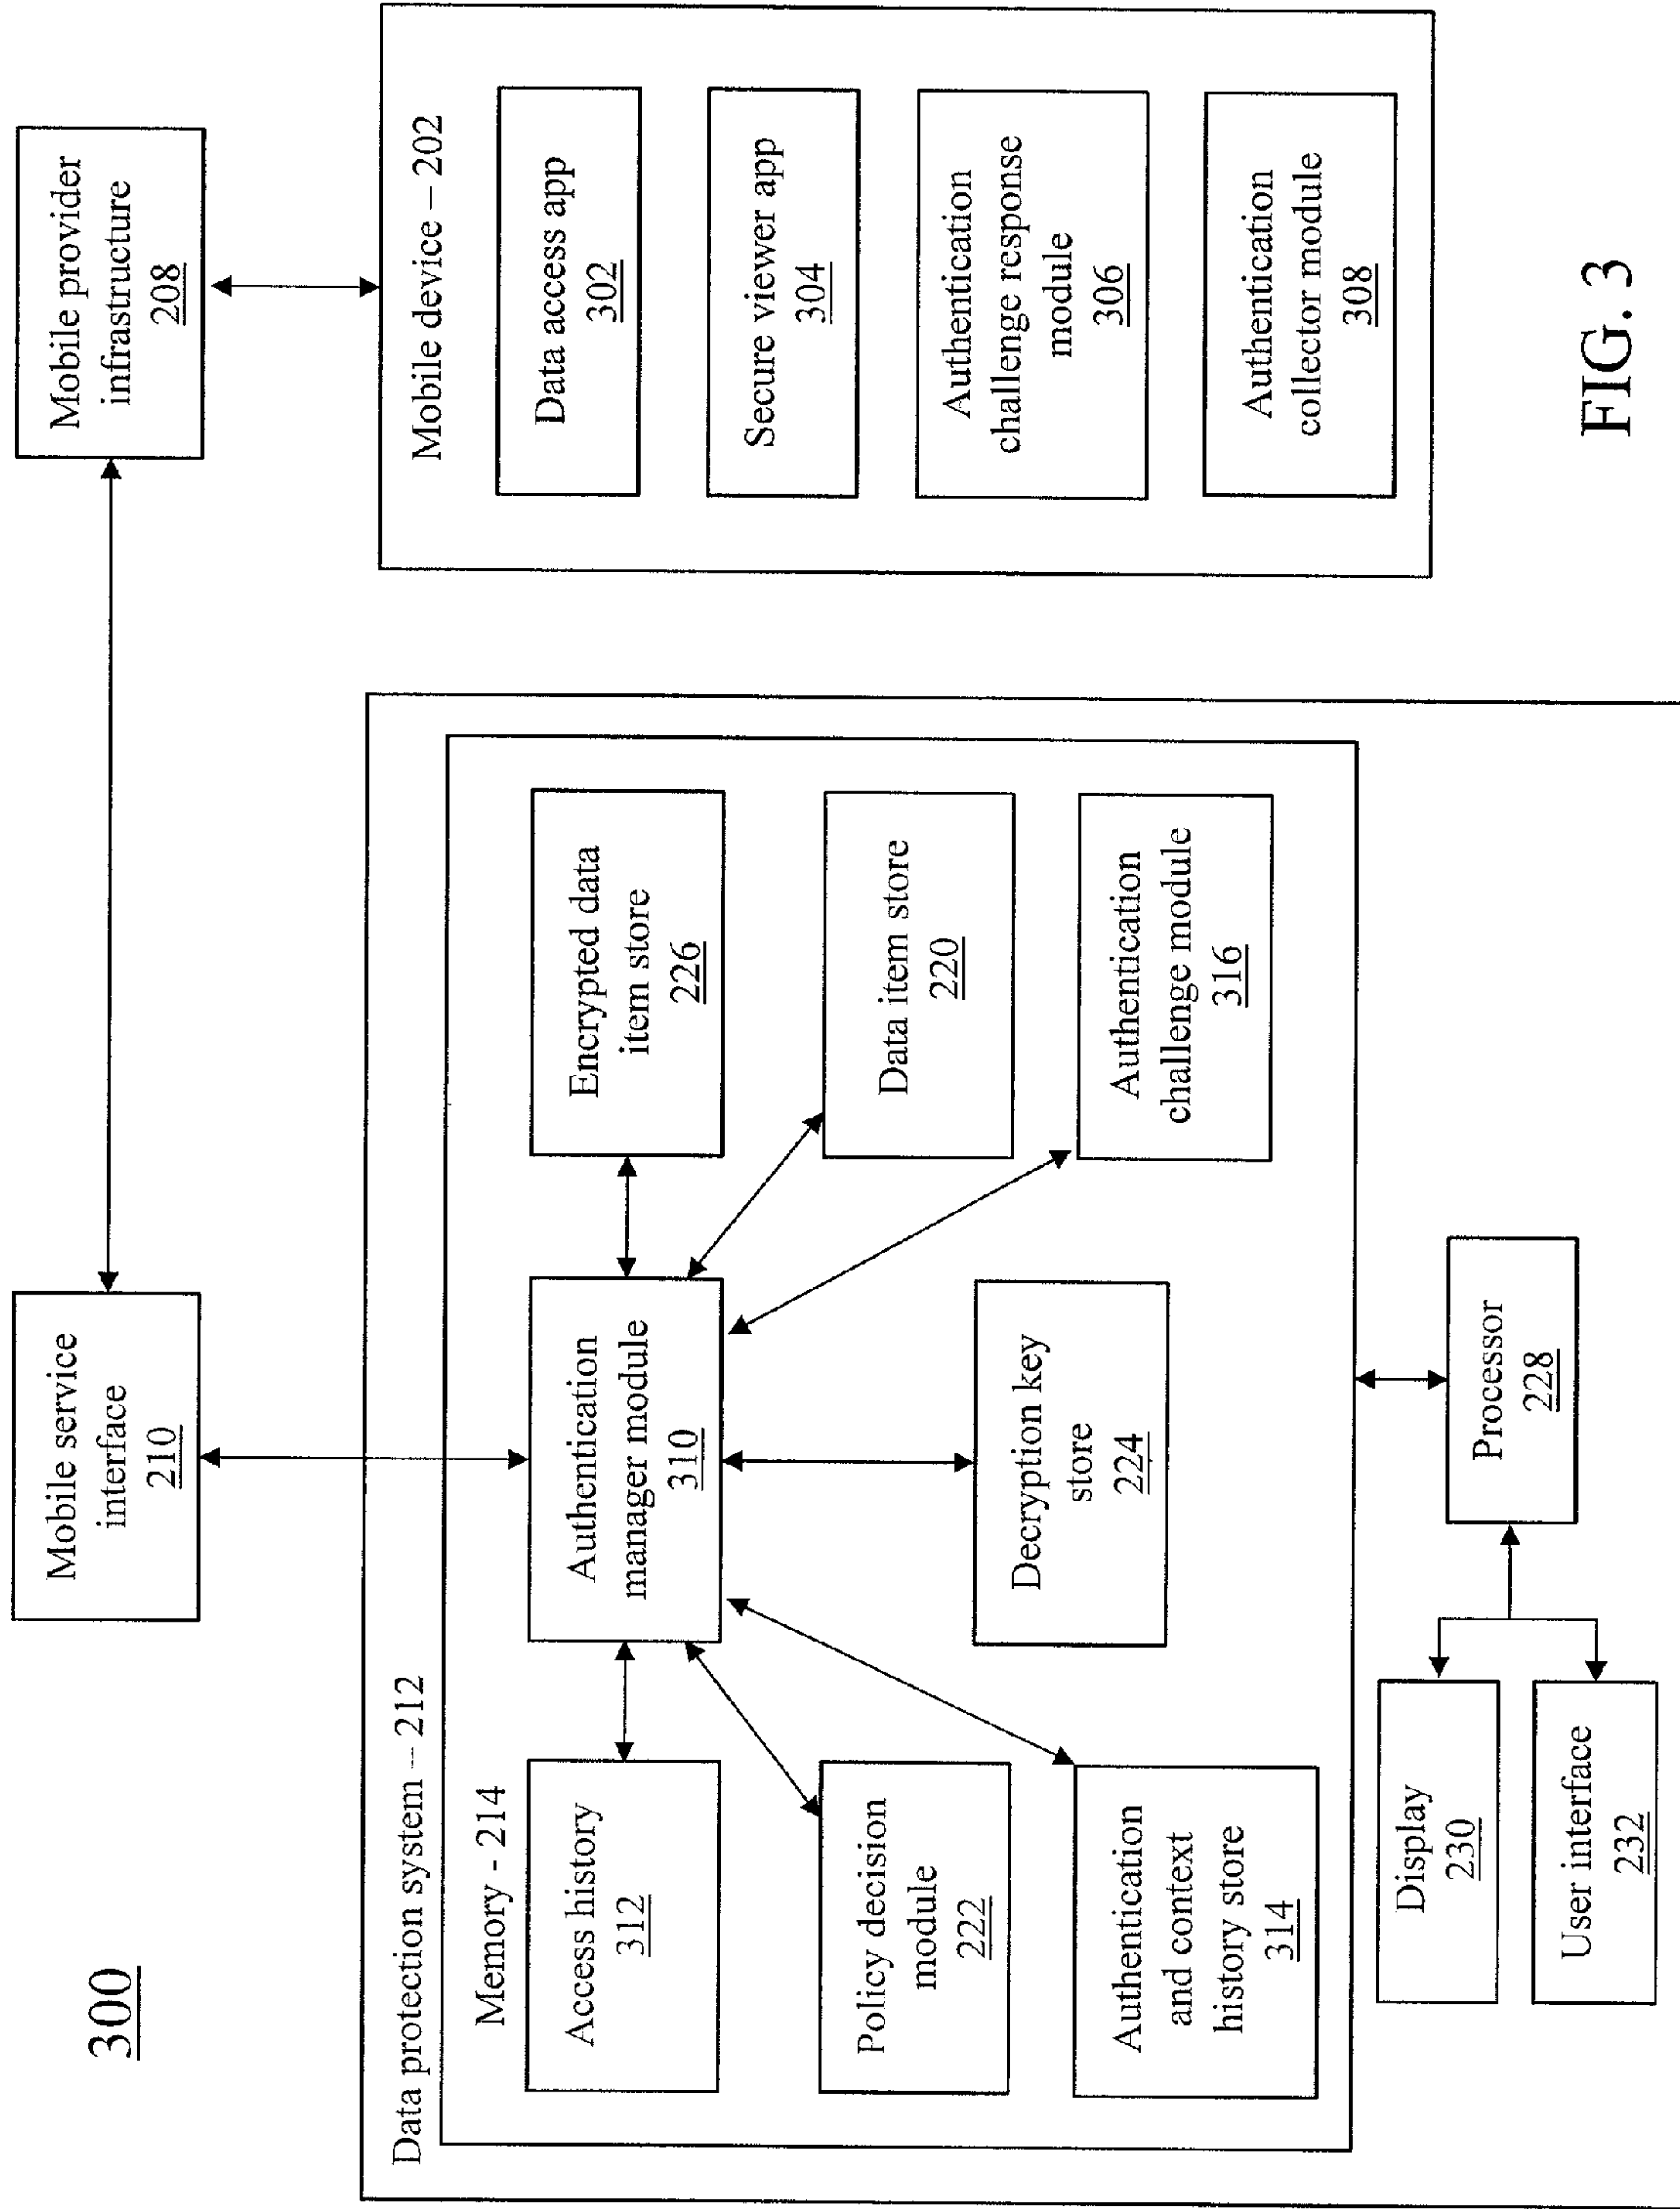 300
Mobile service
interface
210
Mobile provider
infrastructure
208
Data protection system – 212
Memory - 214
Access history
312
Authentication
manager module
310
Encrypted data
item store
226
Policy decision
module
222
Data item store
220
Authentication
and context
history store
314
Decryption key
store
224
Authentication
challenge module
316
Display
230
User interface
232
Processor
228
Mobile device – 202
Data access app
302
Secure viewer app
304
Authentication
challenge response
module
306
Authentication
collector module
308
FIG. 3